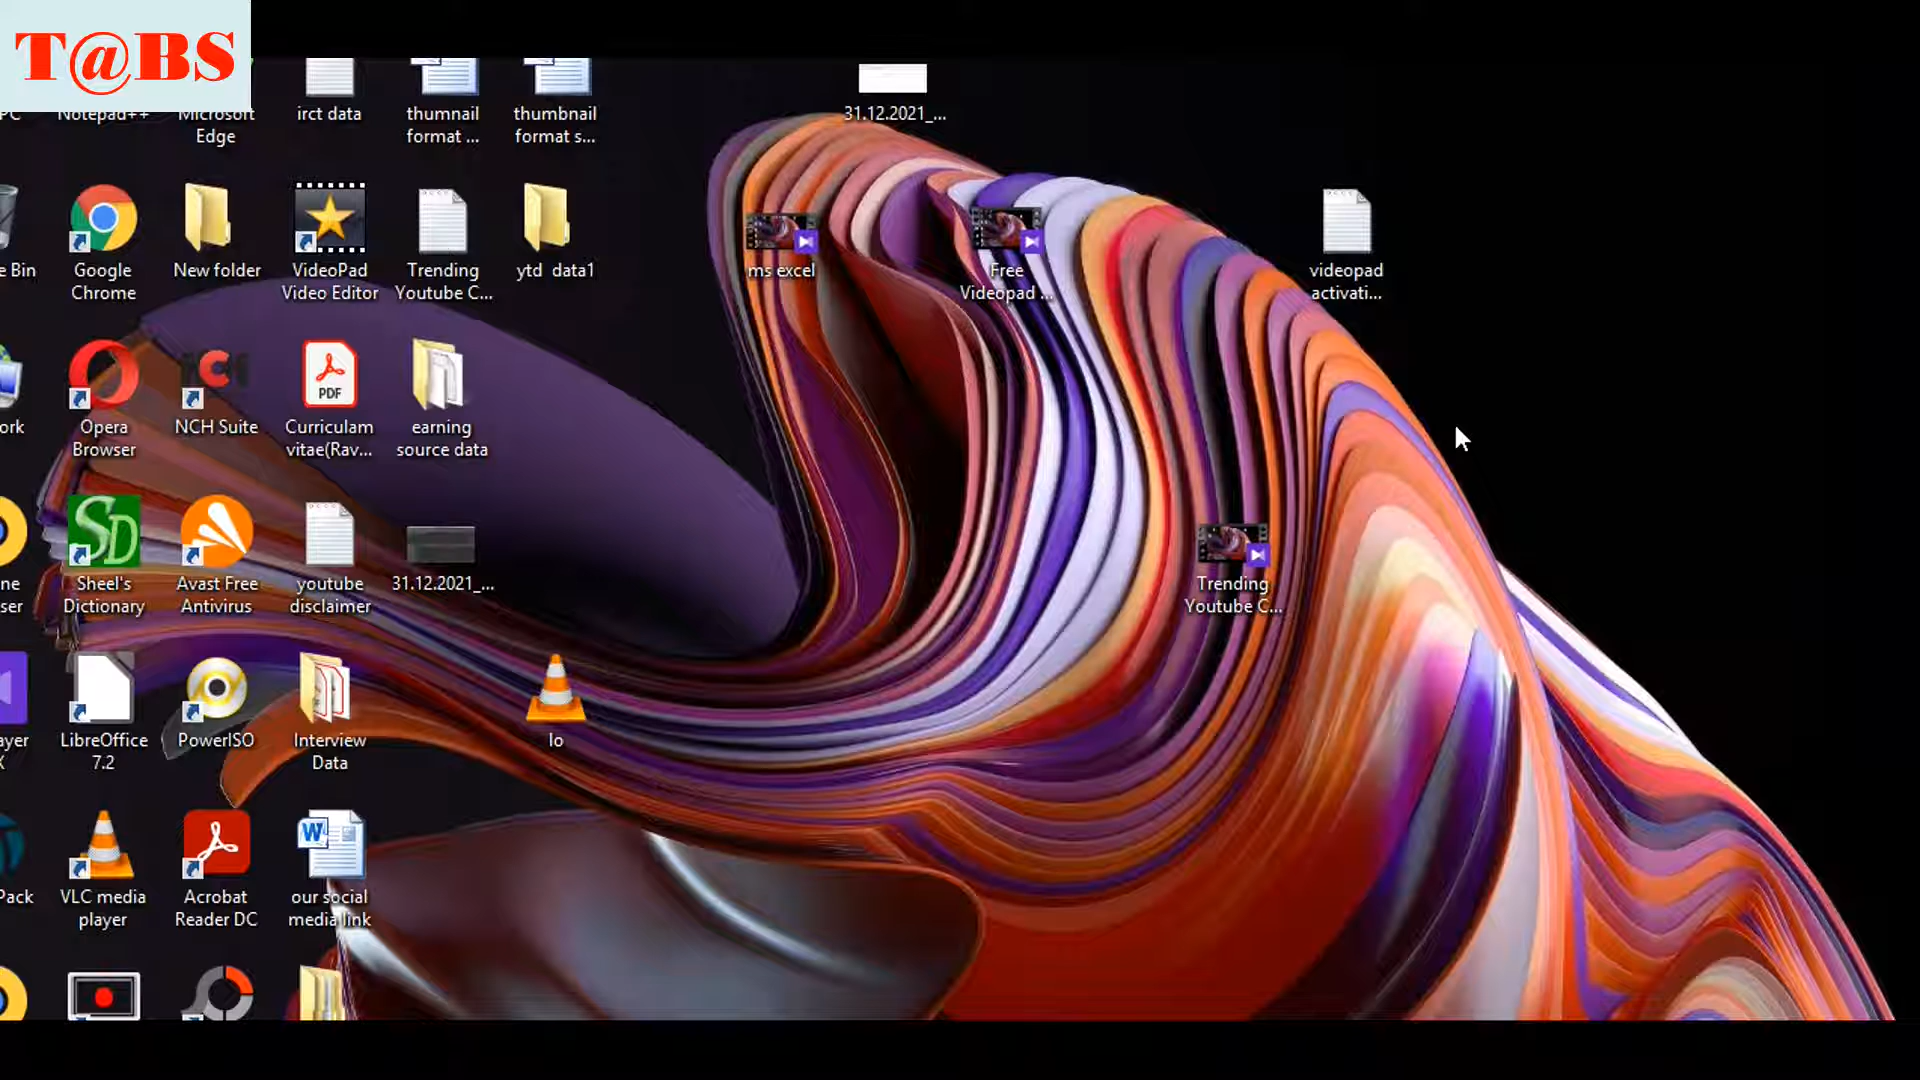 T@BS
PC
Notepad++
Microsoft
Edge
irct data
thumnail
format ...
thumbnail
format s...
31.12.2021_...
e Bin
Google
Chrome
New folder
VideoPad
Video Editor
Trending
Youtube C...
ytd data1
ms excel
Free
Videopad ...
videopad
activati...
ork
Opera
Browser
NCH Suite
PDF
Curriculam
vitae(Rav...
earning
source data
ne
ser
SD
Sheel's
Dictionary
Avast Free
Antivirus
youtube
disclaimer
31.12.2021_...
Trending
Youtube C...
ayer
X
LibreOffice
7.2
PowerISO
Interview
Data
lo
Pack
VLC media
player
Acrobat
Reader DC
W
our social
media link